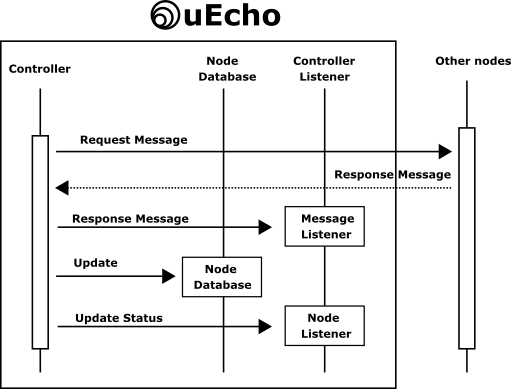 uEcho
Controller
Node
Database
Controller
Listener
Other nodes
Request Message
Response Message
Response Message
Message
Listener
Update
Node
Database
Update Status
Node
Listener